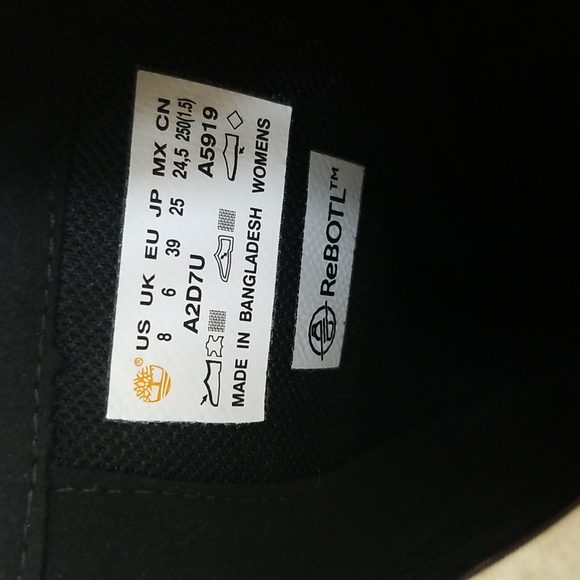 ® US UK EU JP MX CN
8 6 39 25 24,5 250(1.5)
A2D7U A5919
MADE IN BANGLADESH WOMENS
ReBOTL™